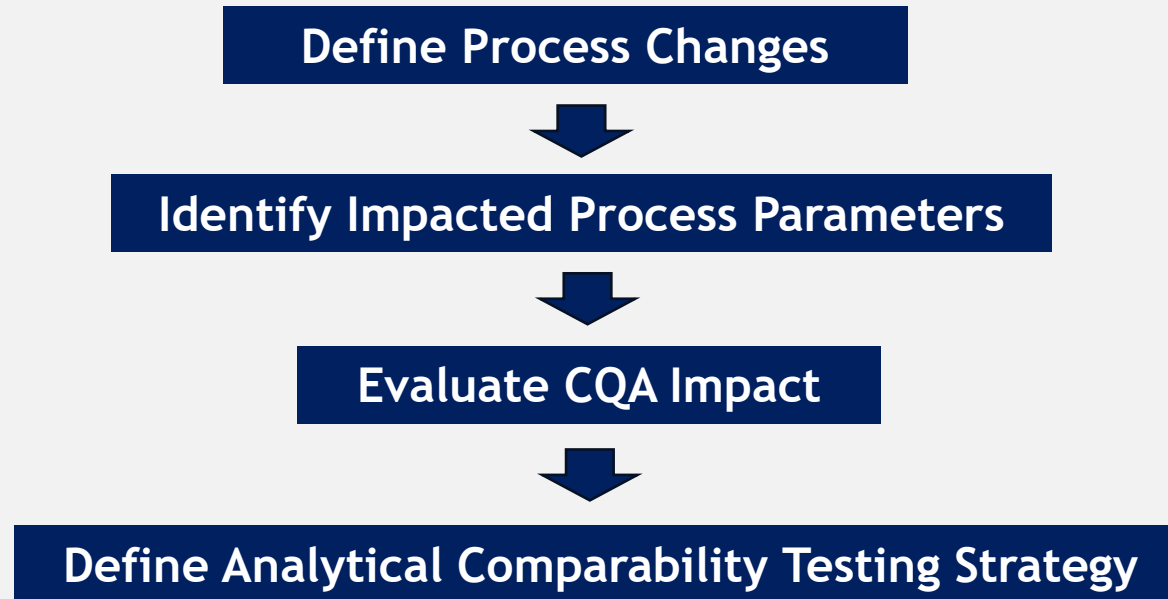 Define Process Changes
Identify Impacted Process Parameters
Evaluate CQA Impact
Define Analytical Comparability Testing Strategy